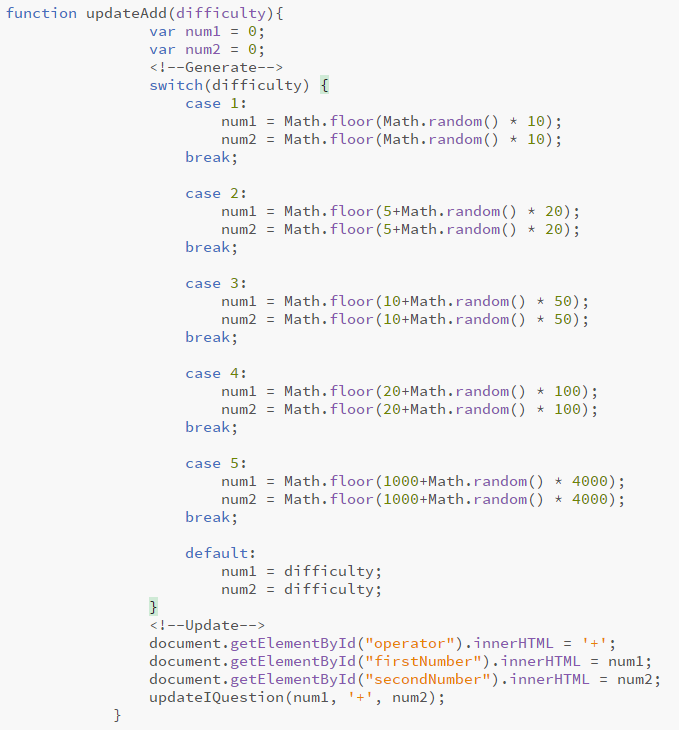 function updateAdd(difficulty){
var num1 = 0;
var num2 = 0;
<!--Generate-->
switch(difficulty) {
case 1:
num1 = Math.floor(Math.random() * 10);
num2 = Math.floor(Math.random() * 10);
break;
case 2:
num1 = Math.floor(5+Math.random() * 20);
num2 = Math.floor(5+Math.random() * 20);
break;
case 3:
num1 = Math.floor(10+Math.random() * 50);
num2 = Math.floor(10+Math.random() * 50);
break;
case 4:
num1 = Math.floor(20+Math.random() * 100);
num2 = Math.floor(20+Math.random() * 100);
break;
case 5:
num1 = Math.floor(1000+Math.random() * 4000);
num2 = Math.floor(1000+Math.random() * 4000);
break;
default:
num1 = difficulty;
num2 = difficulty;
}
<!--Update-->
document.getElementById("operator").innerHTML = '+';
document.getElementById("firstNumber").innerHTML = num1;
document.getElementById("secondNumber").innerHTML = num2;
updateIQuestion(num1, '+', num2);
}